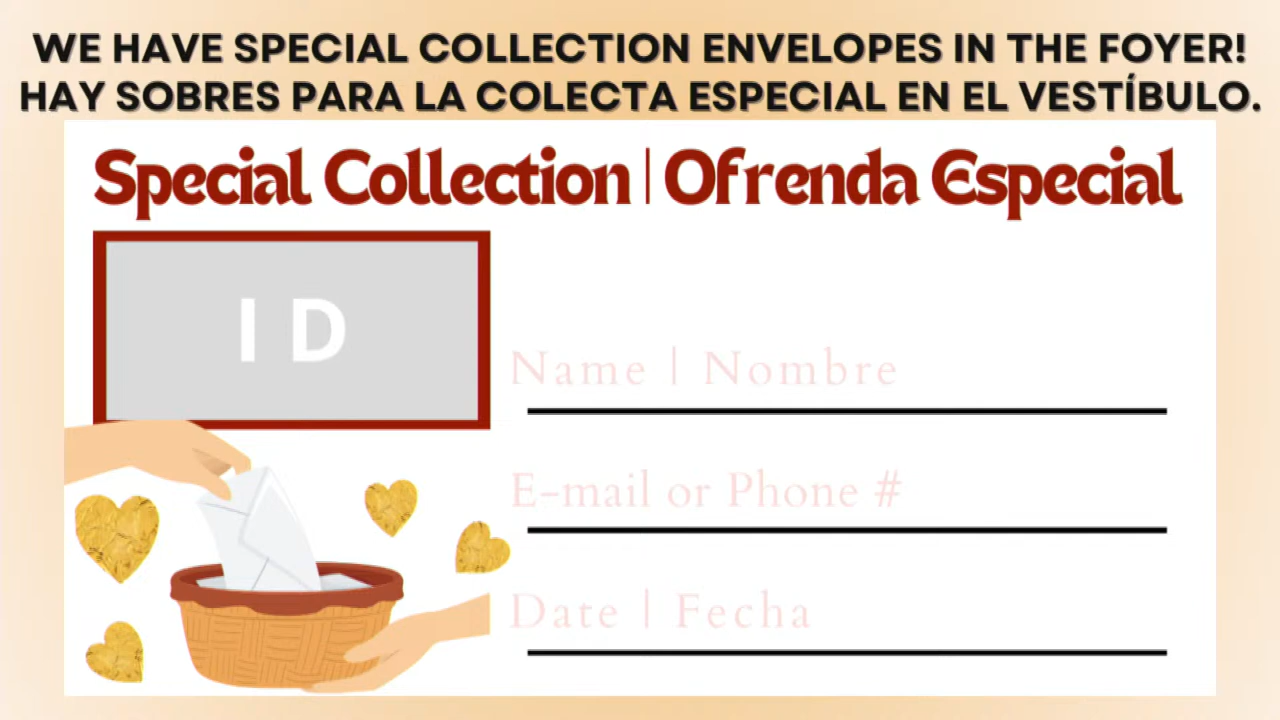 WE HAVE SPECIAL COLLECTION ENVELOPES IN THE FOYER!
HAY SOBRES PARA LA COLECTA ESPECIAL EN EL VESTÍBULO.
Special Collection | Ofrenda Especial
ID
Name | Nombre
E-mail or Phone #
Date | Fecha